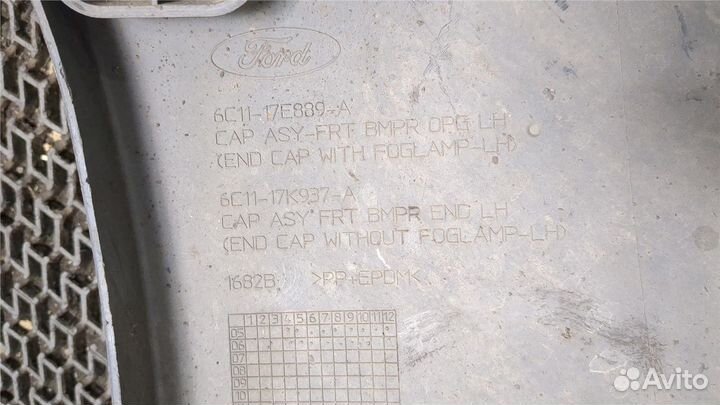 Ford
6C11-17E889-A
CAP ASY-FRT BMPR OPG LH
(END CAP WITH FOGLAMP-LH)
6C11-17K937-A
CAP ASY FRT BMPR END LH
(END CAP WITHOUT FOGLAMP-LH)
1682B >PP+EPDM<
1 2 3 4 5 6 7 8 9 10 11 12
05
06
07
08
09
10
Avito